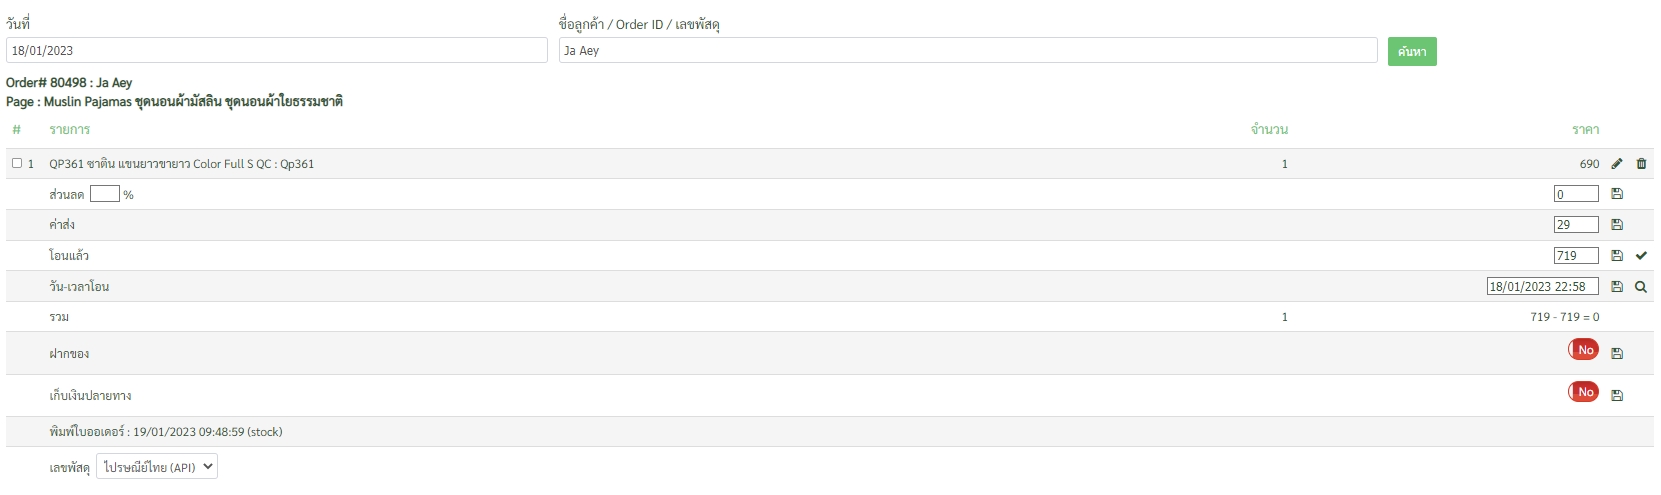 วันที่ ชื่อลูกค้า / Order ID / เลขพัสดุ
18/01/2023 Ja Aey ค้นหา
Order# 80498 : Ja Aey
Page : Muslin Pajamas ชุดนอนผ้ามัสลิน ชุดนอนผ้าใยธรรมชาติ
# รายการ จำนวน ราคา
1 QP361 ซาติน แขนยาวขายาว Color Full S QC : Qp361 1 690
ส่วนลด % 0
ค่าส่ง 29
โอนแล้ว 719
วัน-เวลาโอน 18/01/2023 22:58
รวม 1 719 - 719 = 0
ฝากของ No
เก็บเงินปลายทาง No
พิมพ์ใบออเดอร์ : 19/01/2023 09:48:59 (stock)
เลขพัสดุ ไปรษณีย์ไทย (API)